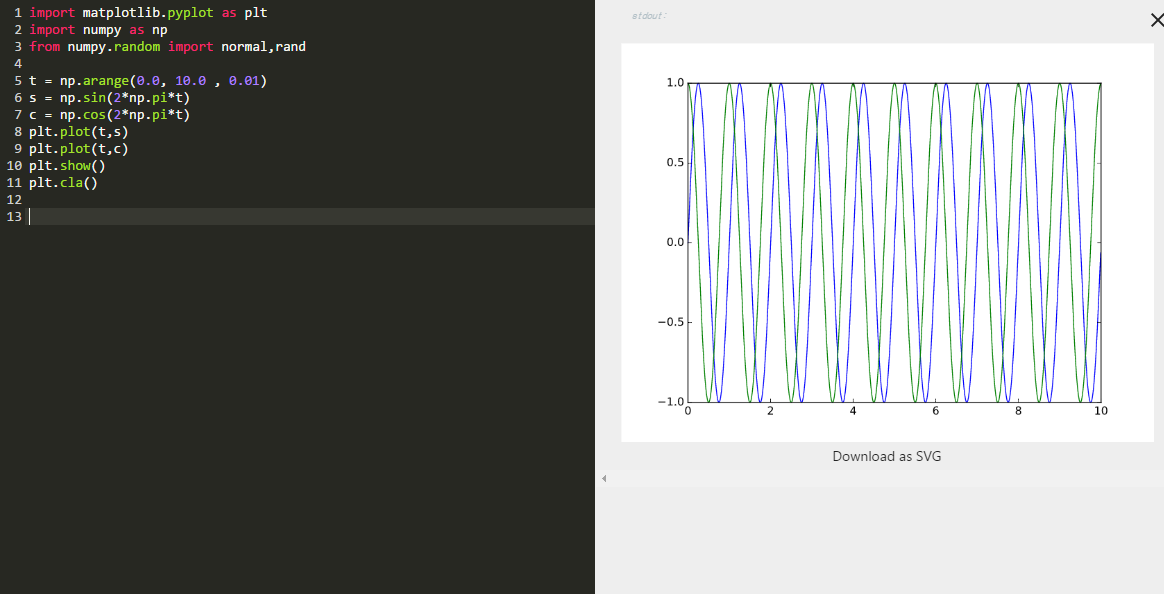 1 import matplotlib.pyplot as plt
2 import numpy as np
3 from numpy.random import normal,rand
4
5 t = np.arange(0.0, 10.0 , 0.01)
6 s = np.sin(2*np.pi*t)
7 c = np.cos(2*np.pi*t)
8 plt.plot(t,s)
9 plt.plot(t,c)
10 plt.show()
11 plt.cla()
12
13
stdout:
1.0
0.5
0.0
−0.5
−1.0
0 2 4 6 8 10
Download as SVG